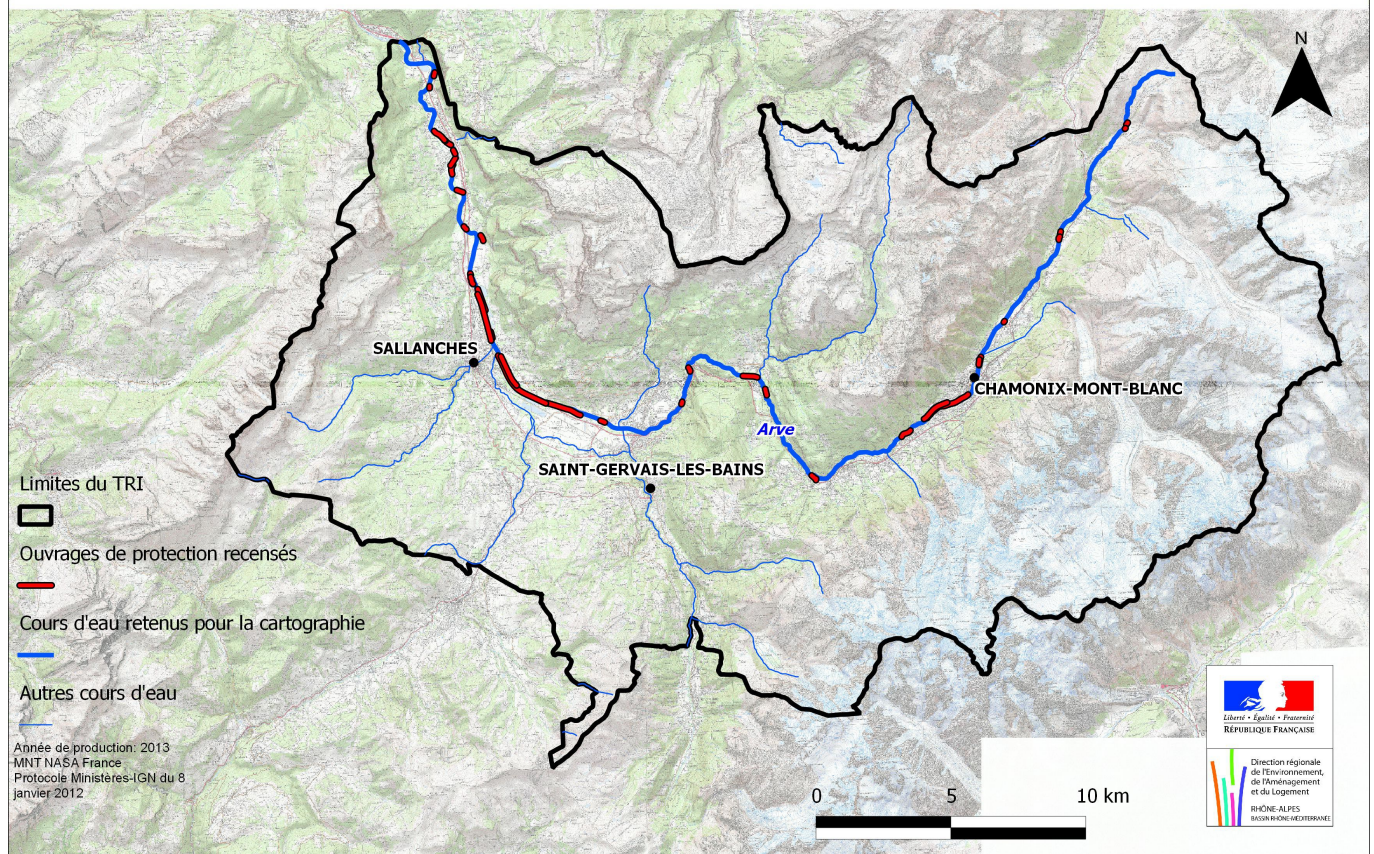 N
SALLANCHES
CHAMONIX-MONT-BLANC
Arve
SAINT-GERVAIS-LES-BAINS
Limites du TRI
Ouvrages de protection recensés
Cours d'eau retenus pour la cartographie
Autres cours d'eau
Année de production: 2013
MNT NASA France
Protocole Ministères-IGN du 8
janvier 2012
0 5 10 km
Liberté • Égalité • Fraternité
RÉPUBLIQUE FRANÇAISE
Direction régionale
de l'Environnement,
de l'Aménagement
et du Logement
RHÔNE-ALPES
BASSIN RHÔNE-MÉDITERRANÉE